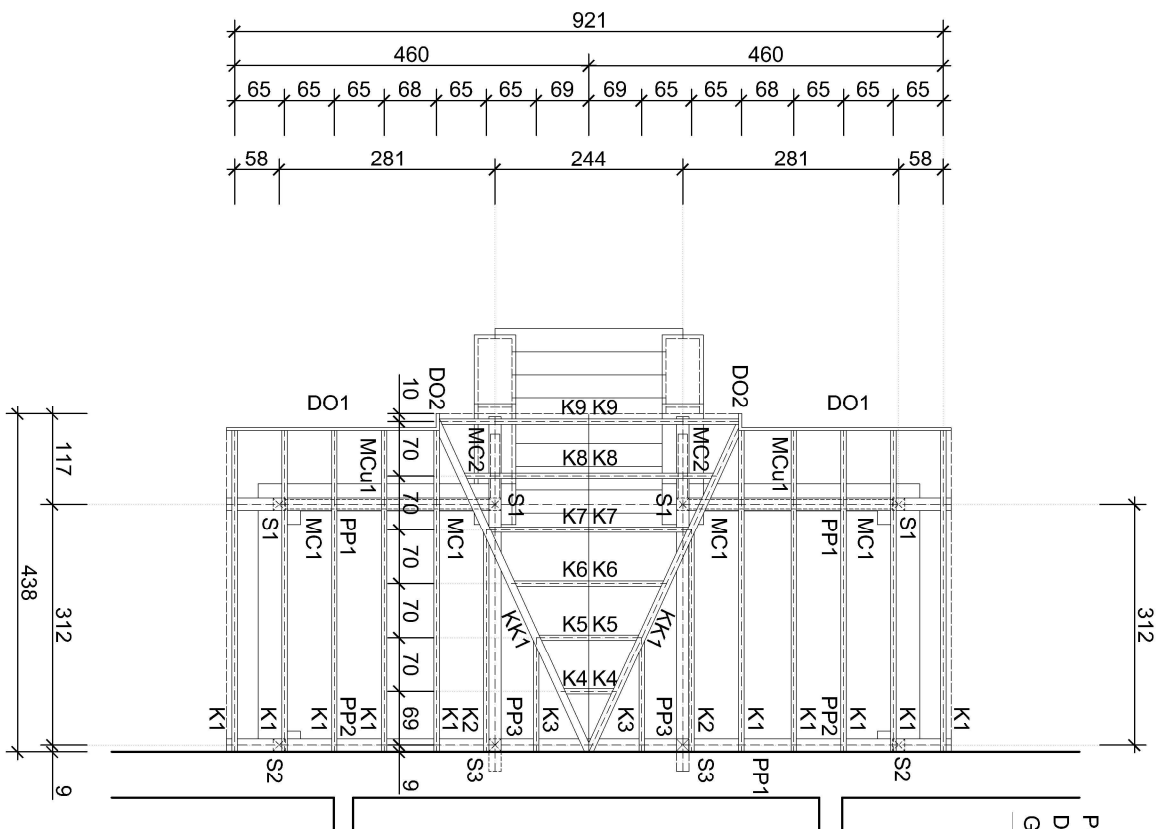 921
460 460
65 65 65 68 65 65 69 69 65 65 68 65 65 65
58 281 244 281 58
DO1 DO2 DO2 DO1
10
K9 K9
117 70 MCu1 MC2 K8 K8 MC2 MCu1
70 S1 S1
S1 MC1 PP1 MC1 K7 K7 MC1 PP1 MC1 S1
70 K6 K6
438 312 70 KK1 K5 K5 KK1 312
70 K4 K4
K1 K1 K1 PP2 K1 K1 K2 PP3 K3 K3 PP3 K2 K1 K1 PP2 K1 K1 K1
69
9 S2 9 S3 S3 PP1 S2
P
D
G